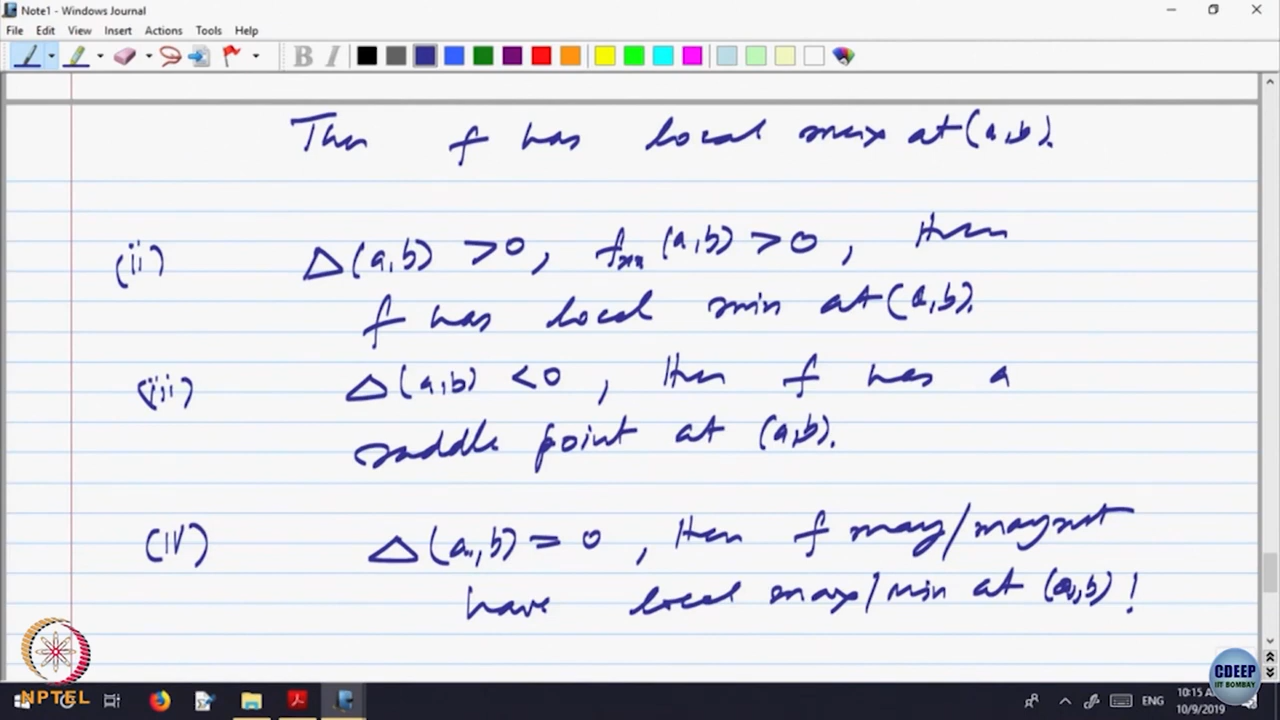 Note1 - Windows Journal
File Edit View Insert Actions Tools Help
B I
Then f has local max at (a,b).
(ii) Δ(a,b) >0, fxx (a,b) >0, then
f has local min at (a,b).
(iii) Δ(a,b) <0, then f has a
saddle point at (a,b).
(iv) Δ(a,b) = 0, then f may/may not
have local max/min at (a,b)!
NPTEL
CDEEP
IIT BOMBAY
ENG
10/9/2019